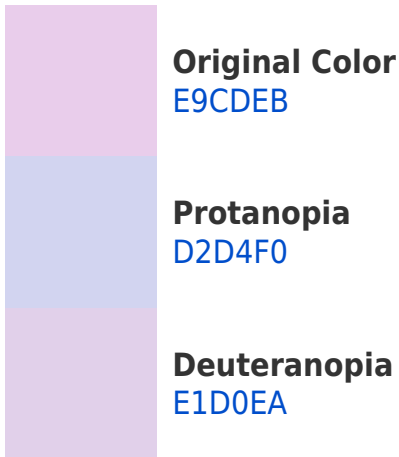 Original Color
E9CDEB
Protanopia
D2D4F0
Deuteranopia
E1D0EA